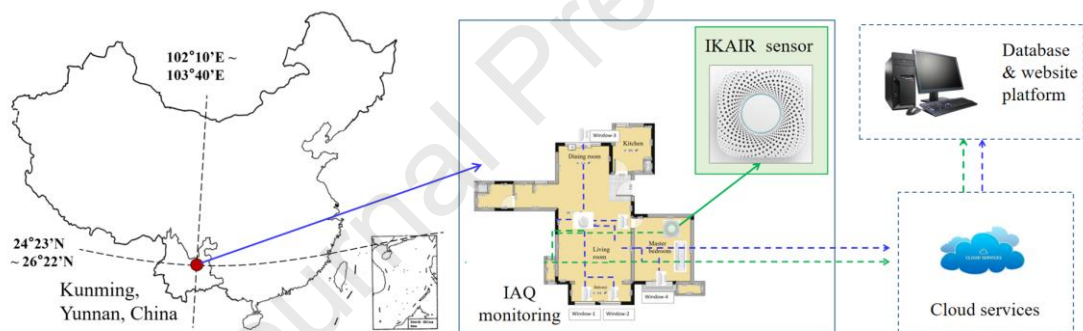 102°10'E ~
103°40'E
24°23'N
~ 26°22'N
Kunming,
Yunnan, China
IKAIR sensor
Window-3
Kitchen
Dining room
Living
room
Master
bedroom
Balcony
Window-1
Window-2
Window-4
IAQ
monitoring
Database
& website
platform
CLOUD SERVICES
Cloud services
Journal Pre